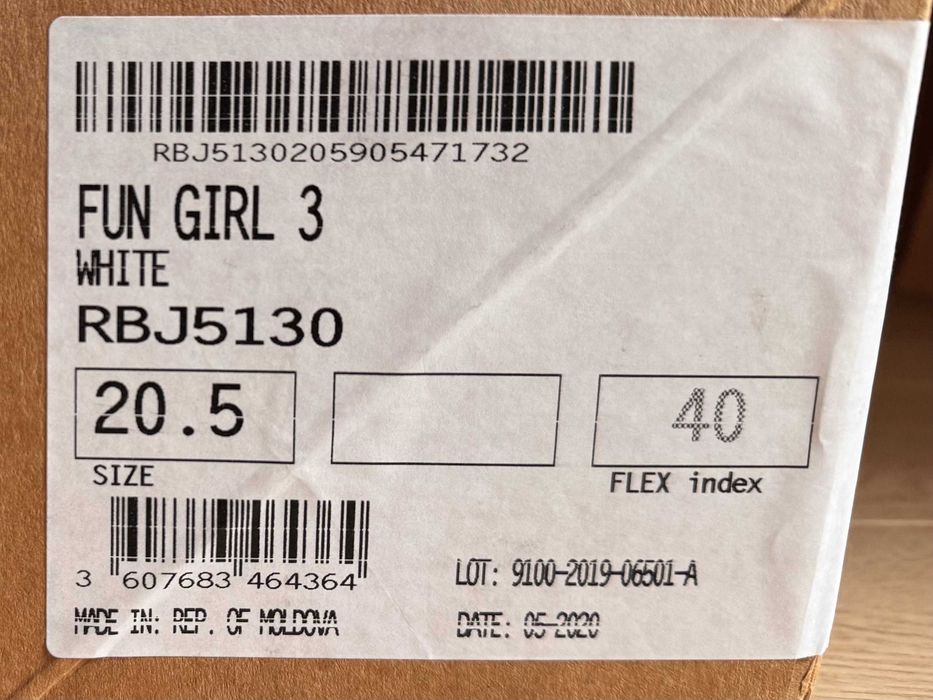 RBJ5130205905471732
FUN GIRL 3
WHITE
RBJ5130
20.5
40
SIZE
FLEX index
3 607683 464364
LOT: 9100-2019-06501-A
MADE IN: REP. OF MOLDOVA
DATE: 05-2020